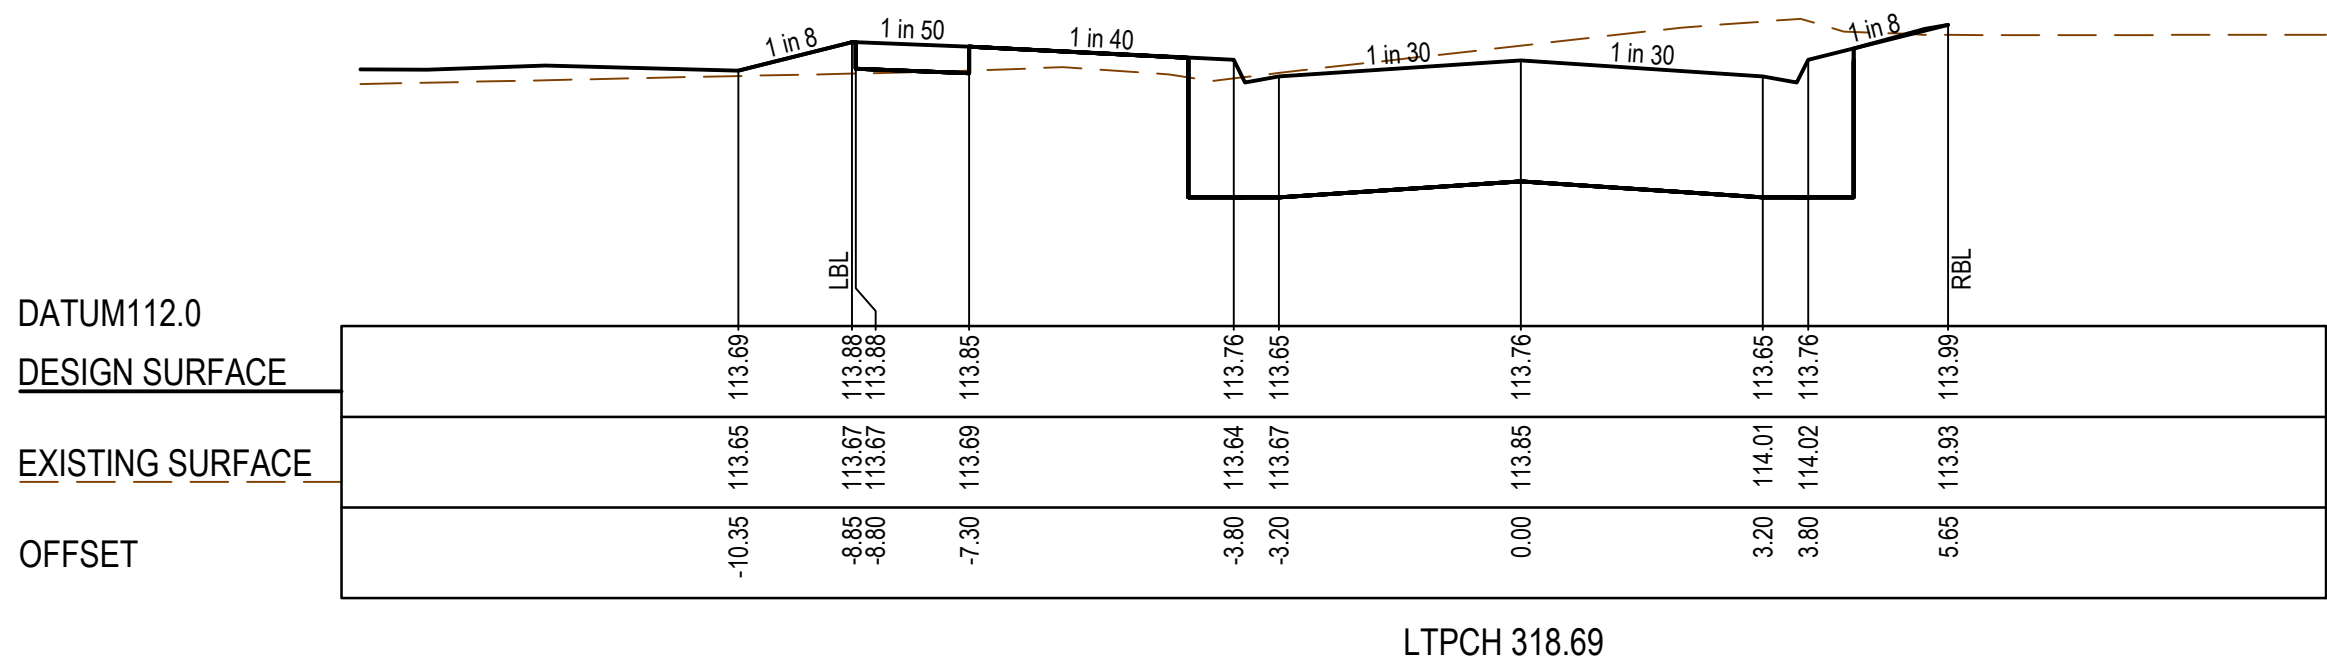 1 in 8
1 in 50
1 in 40
1 in 30
1 in 30
1 in 8
LBL
RBL
DATUM112.0
DESIGN SURFACE
113.69 113.88 113.88 113.85 113.76 113.65 113.76 113.65 113.76 113.99
EXISTING SURFACE
113.65 113.67 113.67 113.69 113.64 113.67 113.85 114.01 114.02 113.93
OFFSET
-10.35 -8.85 -8.80 -7.30 -3.80 -3.20 0.00 3.20 3.80 5.65
LTPCH 318.69